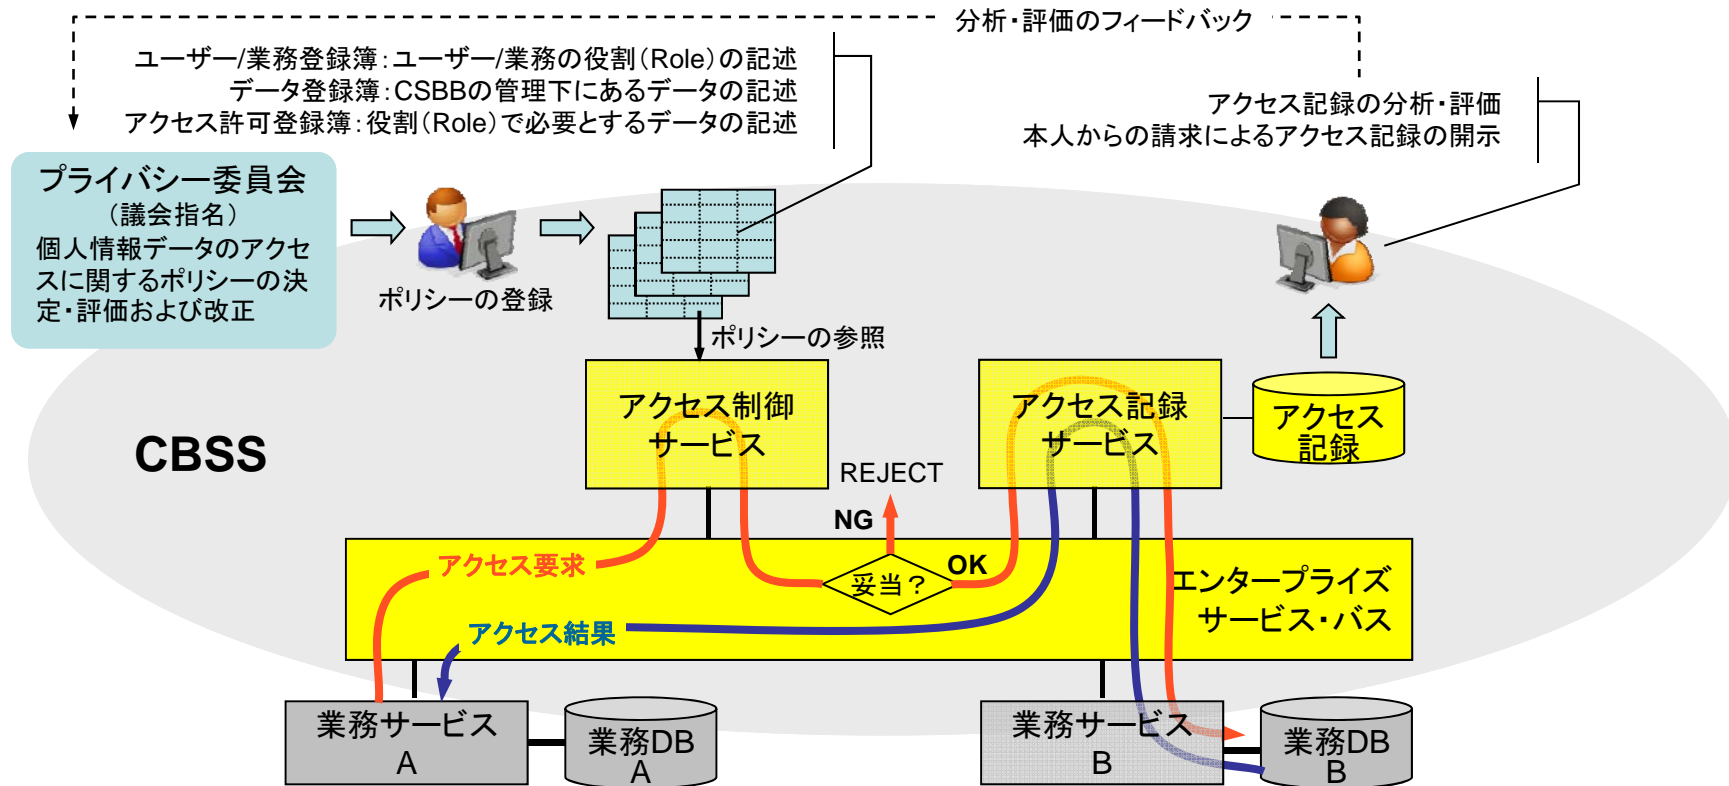 分析・評価のフィードバック
ユーザー/業務登録簿：ユーザー/業務の役割（Role）の記述
データ登録簿：CSBBの管理下にあるデータの記述
アクセス許可登録簿：役割（Role）で必要とするデータの記述
アクセス記録の分析・評価
本人からの請求によるアクセス記録の開示
プライバシー委員会
（議会指名）
個人情報データのアクセ
スに関するポリシーの決
定・評価および改正
ポリシーの登録
ポリシーの参照
アクセス制御
サービス
アクセス記録
サービス
アクセス
記録
CBSS
REJECT
NG
OK
妥当？
アクセス要求
アクセス結果
エンタープライズ
サービス・バス
業務サービス
A
業務DB
A
業務サービス
B
業務DB
B